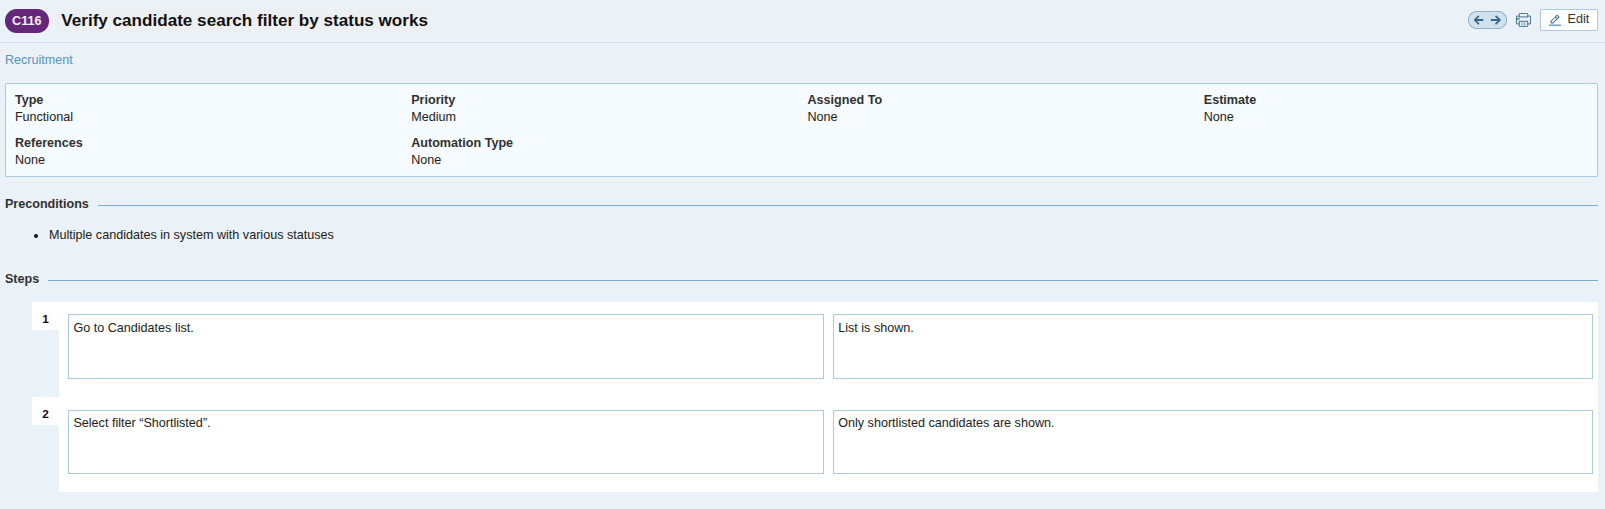 C116 Verify candidate search filter by status works
Edit
Recruitment
Type Priority Assigned To Estimate
Functional Medium None None
References Automation Type
None None
Preconditions
• Multiple candidates in system with various statuses
Steps
1
Go to Candidates list. List is shown.
2
Select filter “Shortlisted”. Only shortlisted candidates are shown.